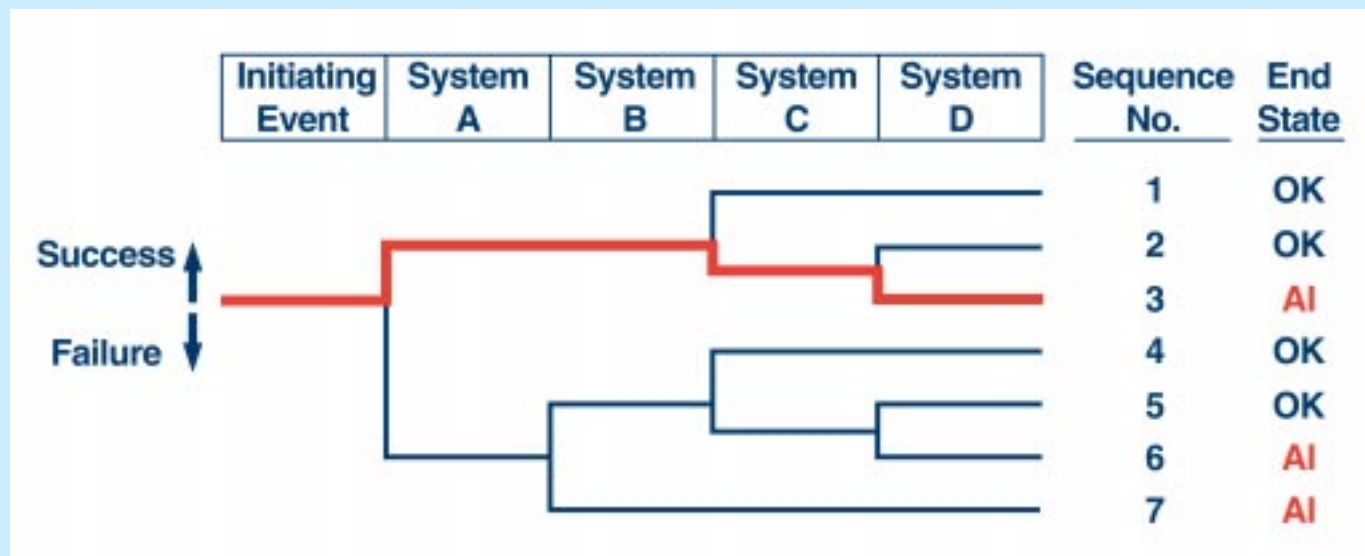 Initiating Event System A System B System C System D Sequence No. End State
1 OK
2 OK
Success
3 AI
Failure
4 OK
5 OK
6 AI
7 AI